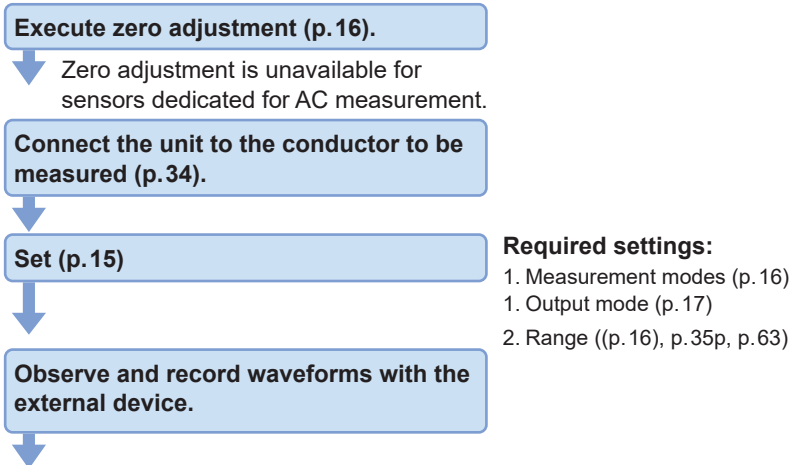 Execute zero adjustment (p.16).
Zero adjustment is unavailable for
sensors dedicated for AC measurement.
Connect the unit to the conductor to be
measured (p.34).
Set (p.15)
Required settings:
1. Measurement modes (p.16)
1. Output mode (p.17)
2. Range ((p.16), p.35p, p.63)
Observe and record waveforms with the
external device.